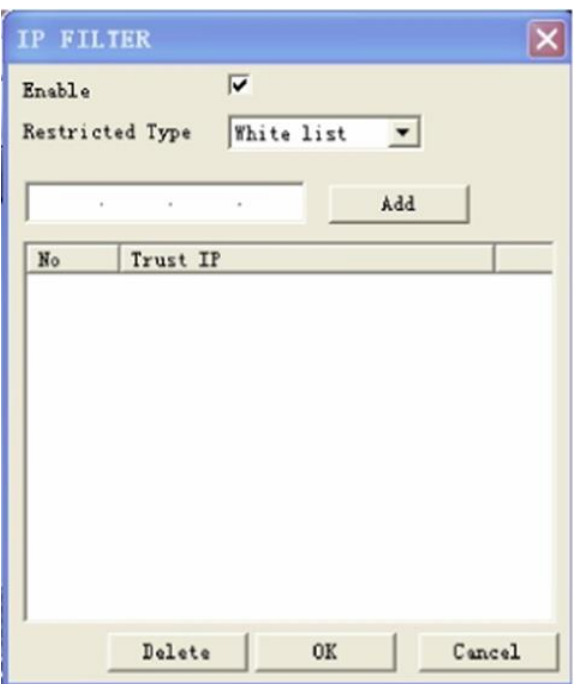 IP FILTER
Enable
Restricted Type White list
. . . Add
No Trust IP
Delete OK Cancel